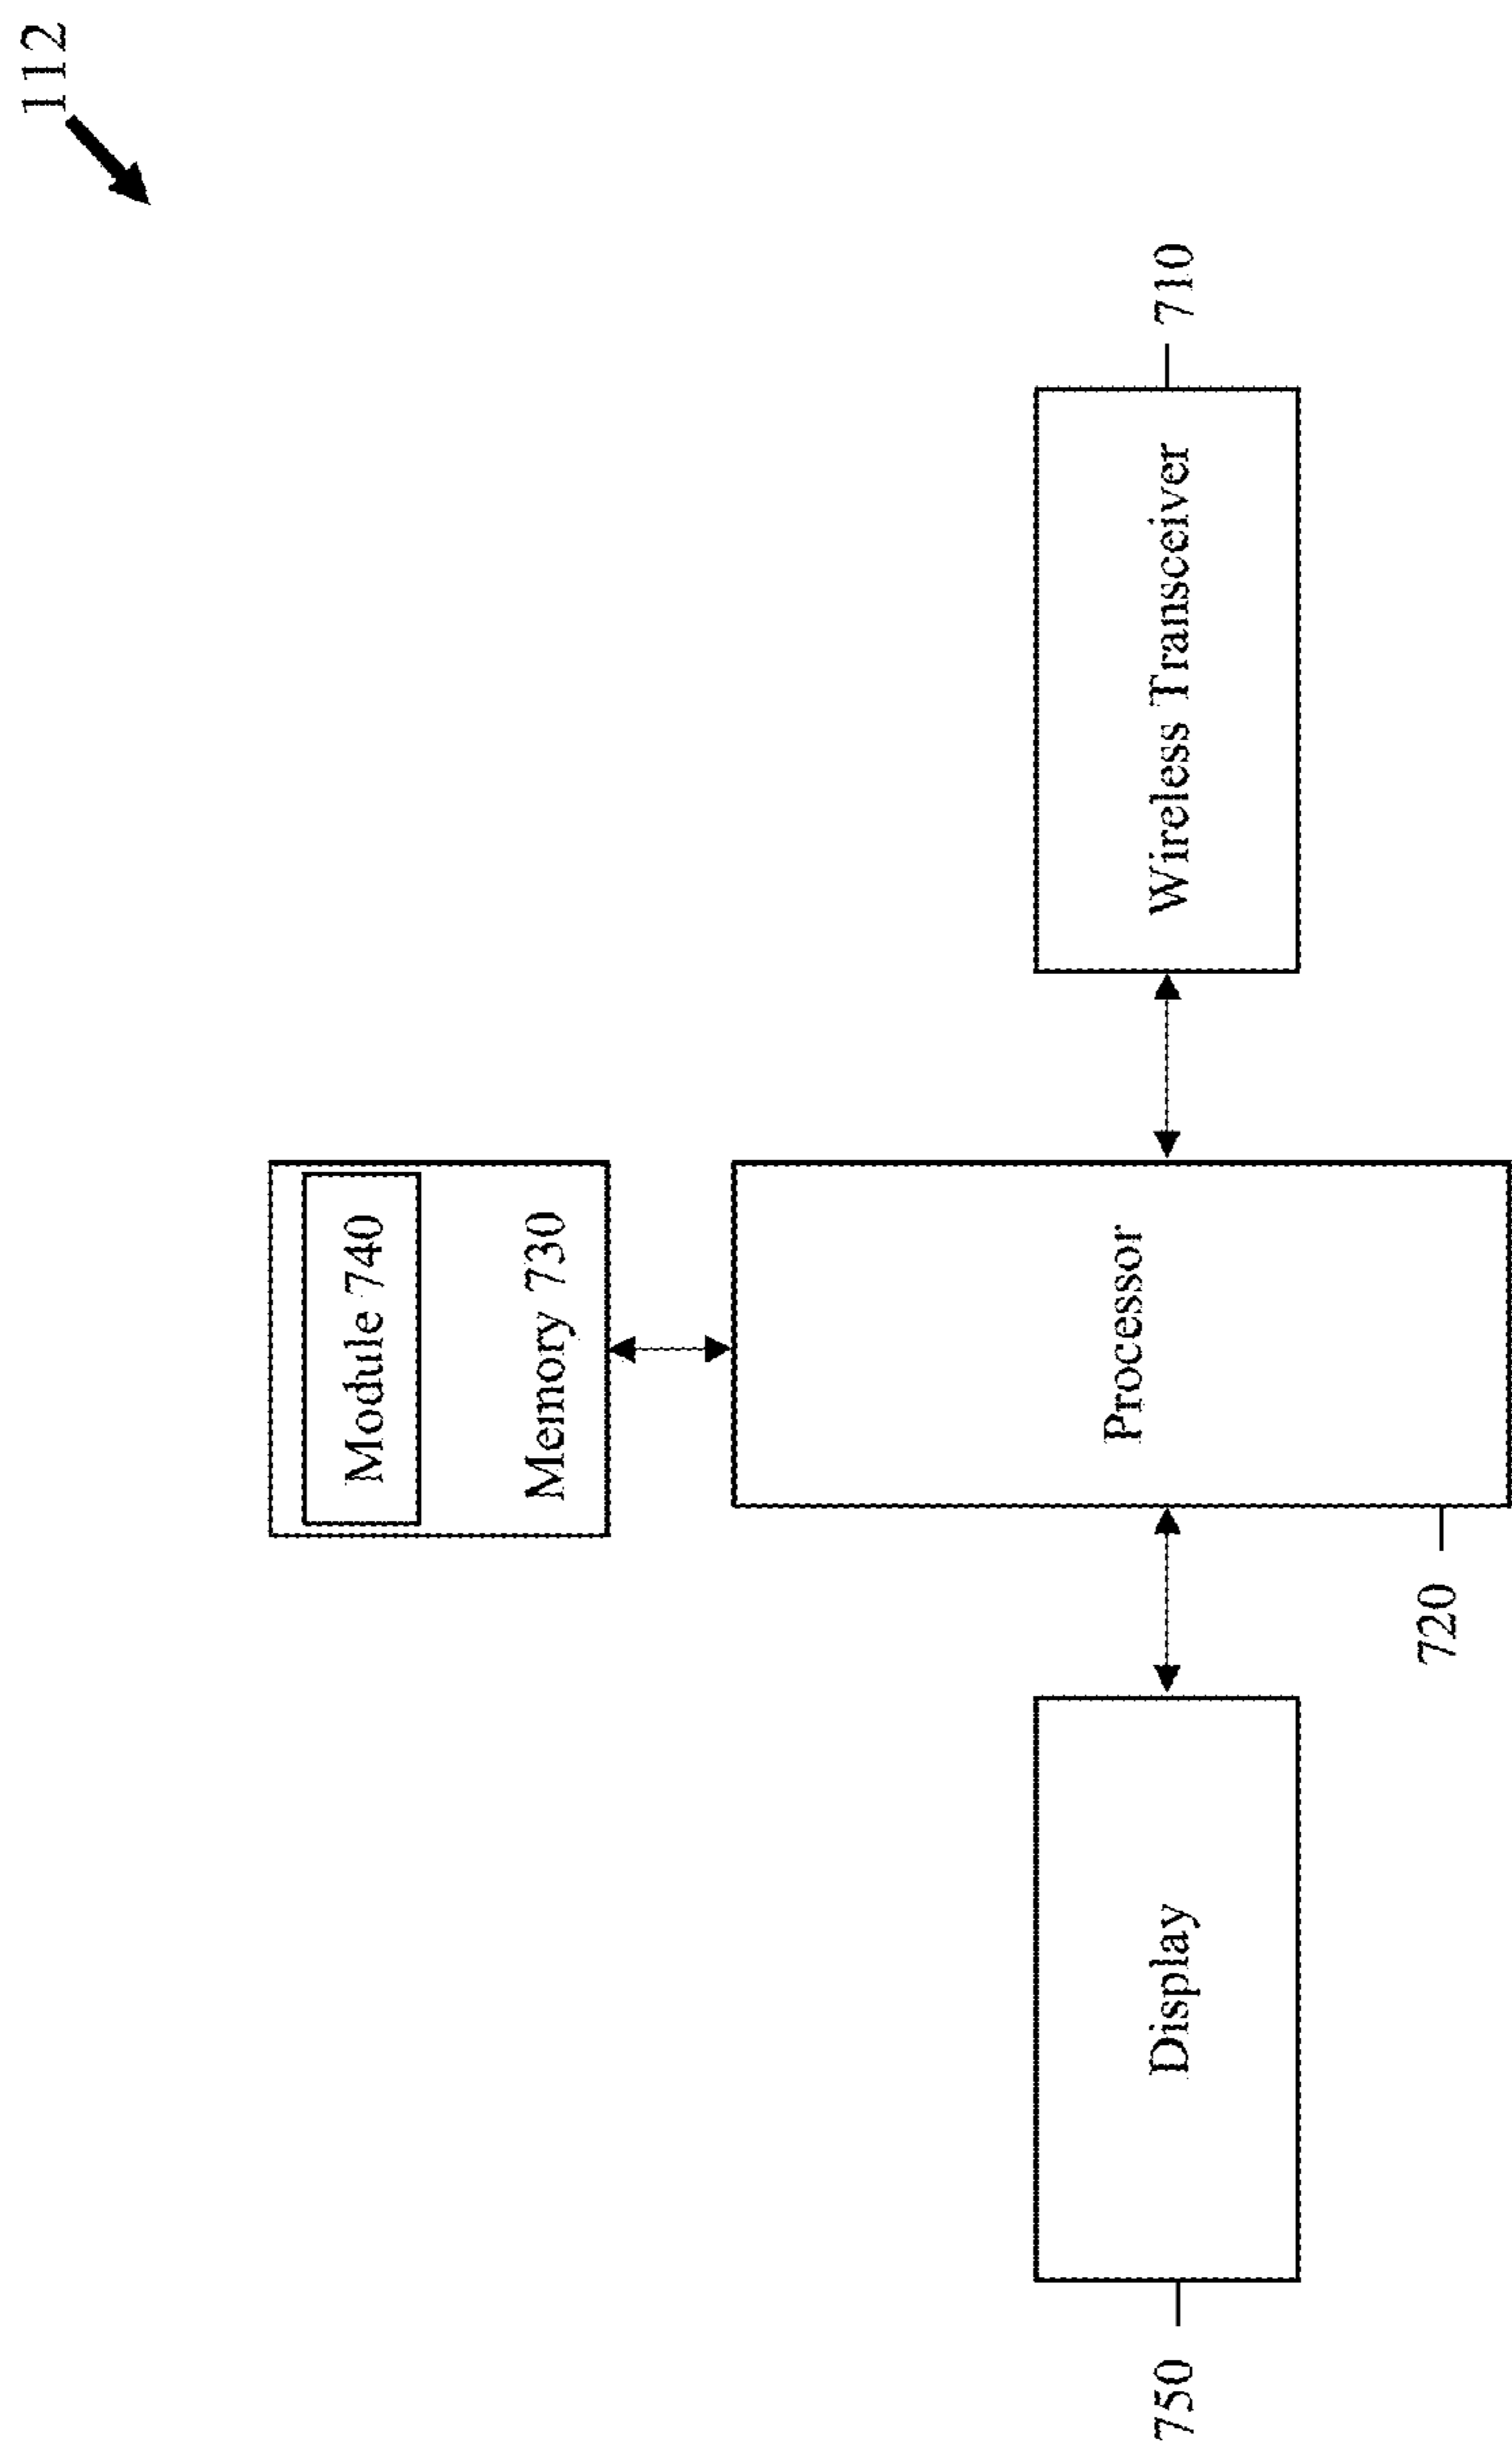 112
Module 740
Memory 730
750
Display
Processor
Wireless Transceiver
710
720